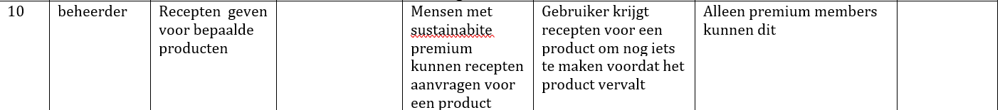 10
beheerder
Recepten geven
voor bepaalde
producten
Mensen met
sustainabite
premium
kunnen recepten
aanvragen voor
een product
Gebruiker krijgt
recepten voor een
product om nog iets
te maken voordat het
product vervalt
Alleen premium members
kunnen dit